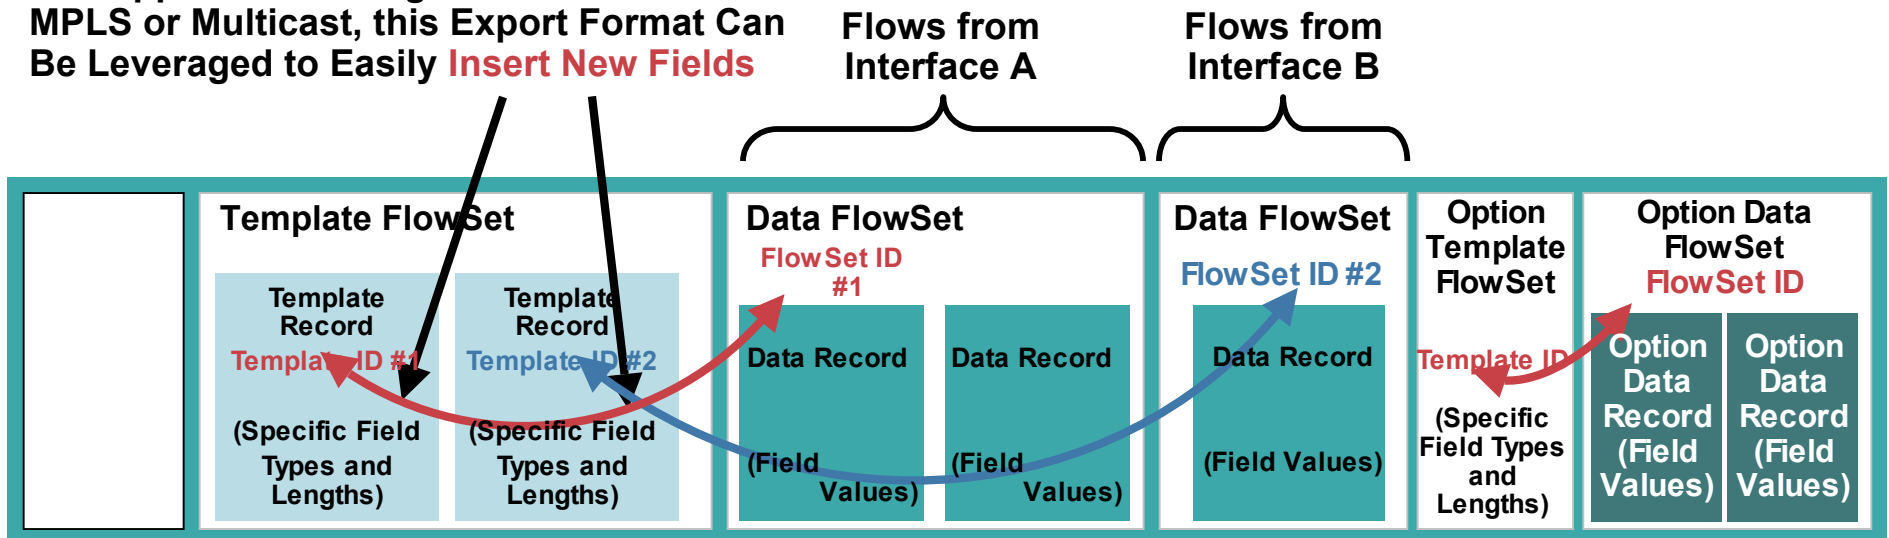 MPLS or Multicast, this Export Format Can
Be Leveraged to Easily Insert New Fields
Flows from
Interface A
Flows from
Interface B
Template FlowSet
Template
Record
Template ID #1
(Specific Field
Types and
Lengths)
Template
Record
Template ID #2
(Specific Field
Types and
Lengths)
Data FlowSet
FlowSet ID
#1
Data Record
(Field
Values)
Data Record
(Field
Values)
Data FlowSet
FlowSet ID #2
Data Record
(Field Values)
Option
Template
FlowSet
Template ID
(Specific
Field Types
and
Lengths)
Option Data
FlowSet
FlowSet ID
Option
Data
Record
(Field
Values)
Option
Data
Record
(Field
Values)